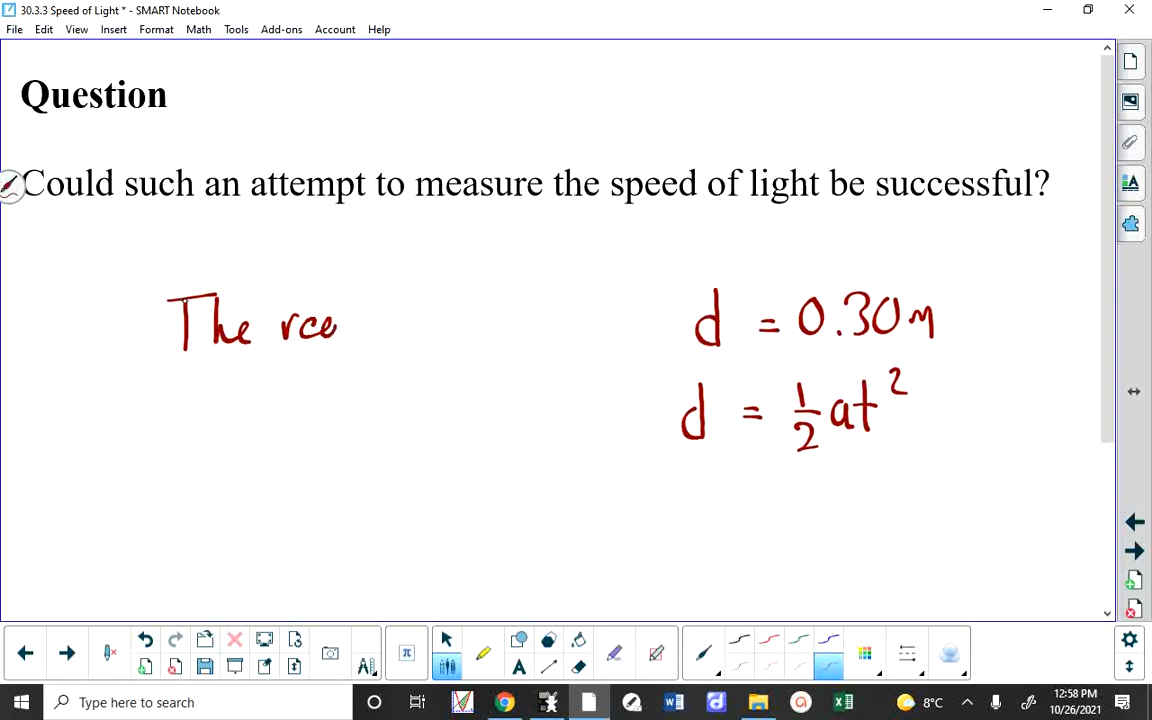 30.3.3 Speed of Light * - SMART Notebook
File Edit View Insert Format Math Tools Add-ons Account Help
Question
Could such an attempt to measure the speed of light be successful?
The rce
d = 0.30m
d = 1/2 at²
π
A
Type here to search
8°C
12:58 PM
10/26/2021